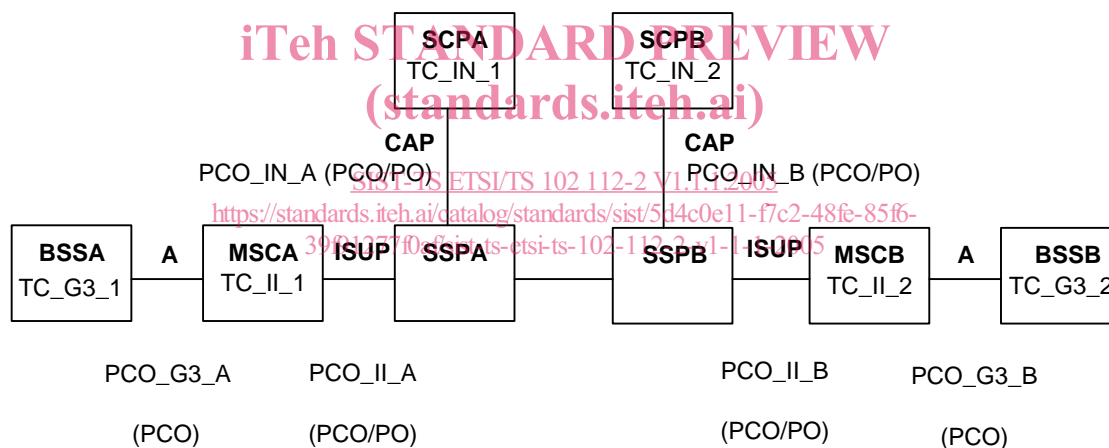 iTeh STANDARD PREVIEW
(standards.iteh.ai)
SCPA
TC_IN_1
SCPB
TC_IN_2
CAP
PCO_IN_A (PCO/PO)
CAP
PCO_IN_B (PCO/PO)
SIST-TS ETSI/TS 102 112-2 V1.1.1:2005
https://standards.iteh.ai/catalog/standards/sist/5d4c0e11-f7c2-48fe-85f6-
BSSA
TC_G3_1
A
MSCA
TC_II_1
ISUP
SSPA
SSPB
ISUP
MSCB
TC_II_2
A
BSSB
TC_G3_2
PCO_G3_A
(PCO)
PCO_II_A
(PCO/PO)
PCO_II_B
(PCO/PO)
PCO_G3_B
(PCO)